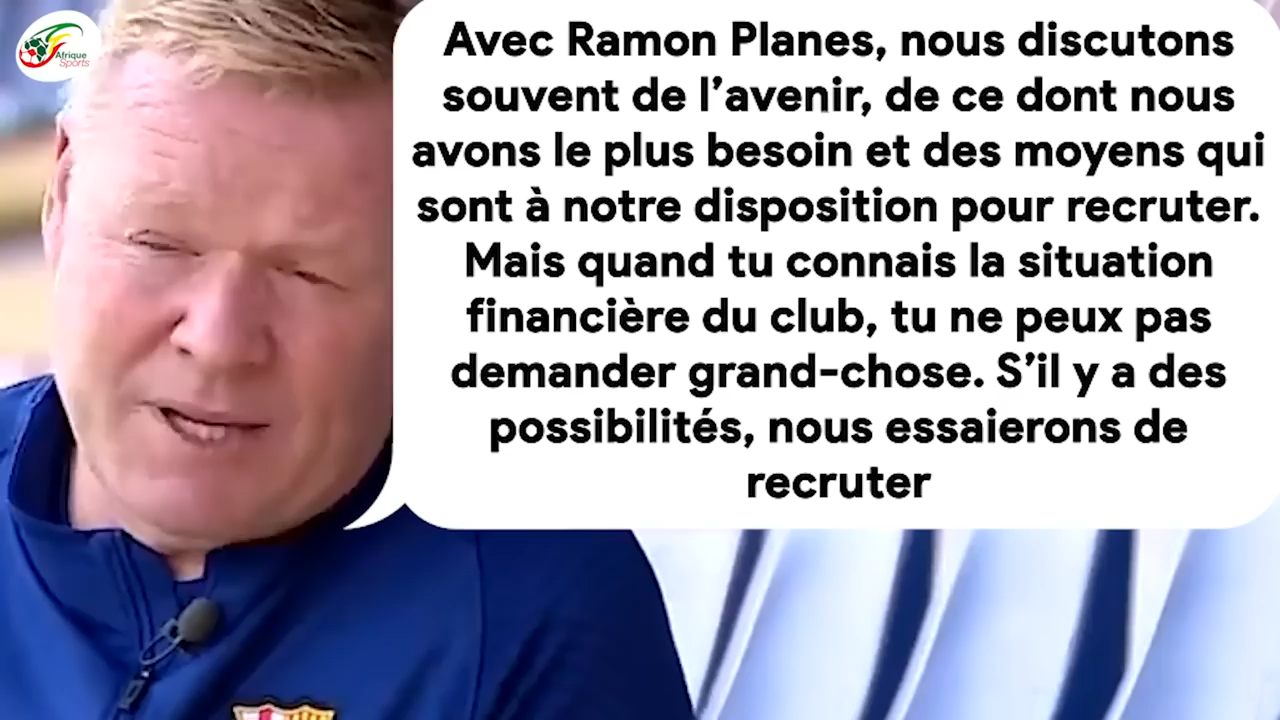 Afrique
Sports
Avec Ramon Planes, nous discutons
souvent de l’avenir, de ce dont nous
avons le plus besoin et des moyens qui
sont à notre disposition pour recruter.
Mais quand tu connais la situation
financière du club, tu ne peux pas
demander grand-chose. S’il y a des
possibilités, nous essaierons de
recruter